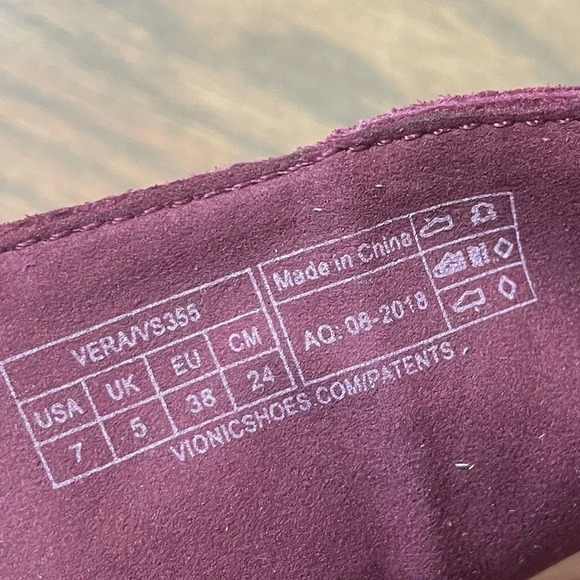 VERA/VS355
USA UK EU CM
7 5 38 24
Made in China
AQ: 08-2018
VIONICSHOES.COM/PATENTS